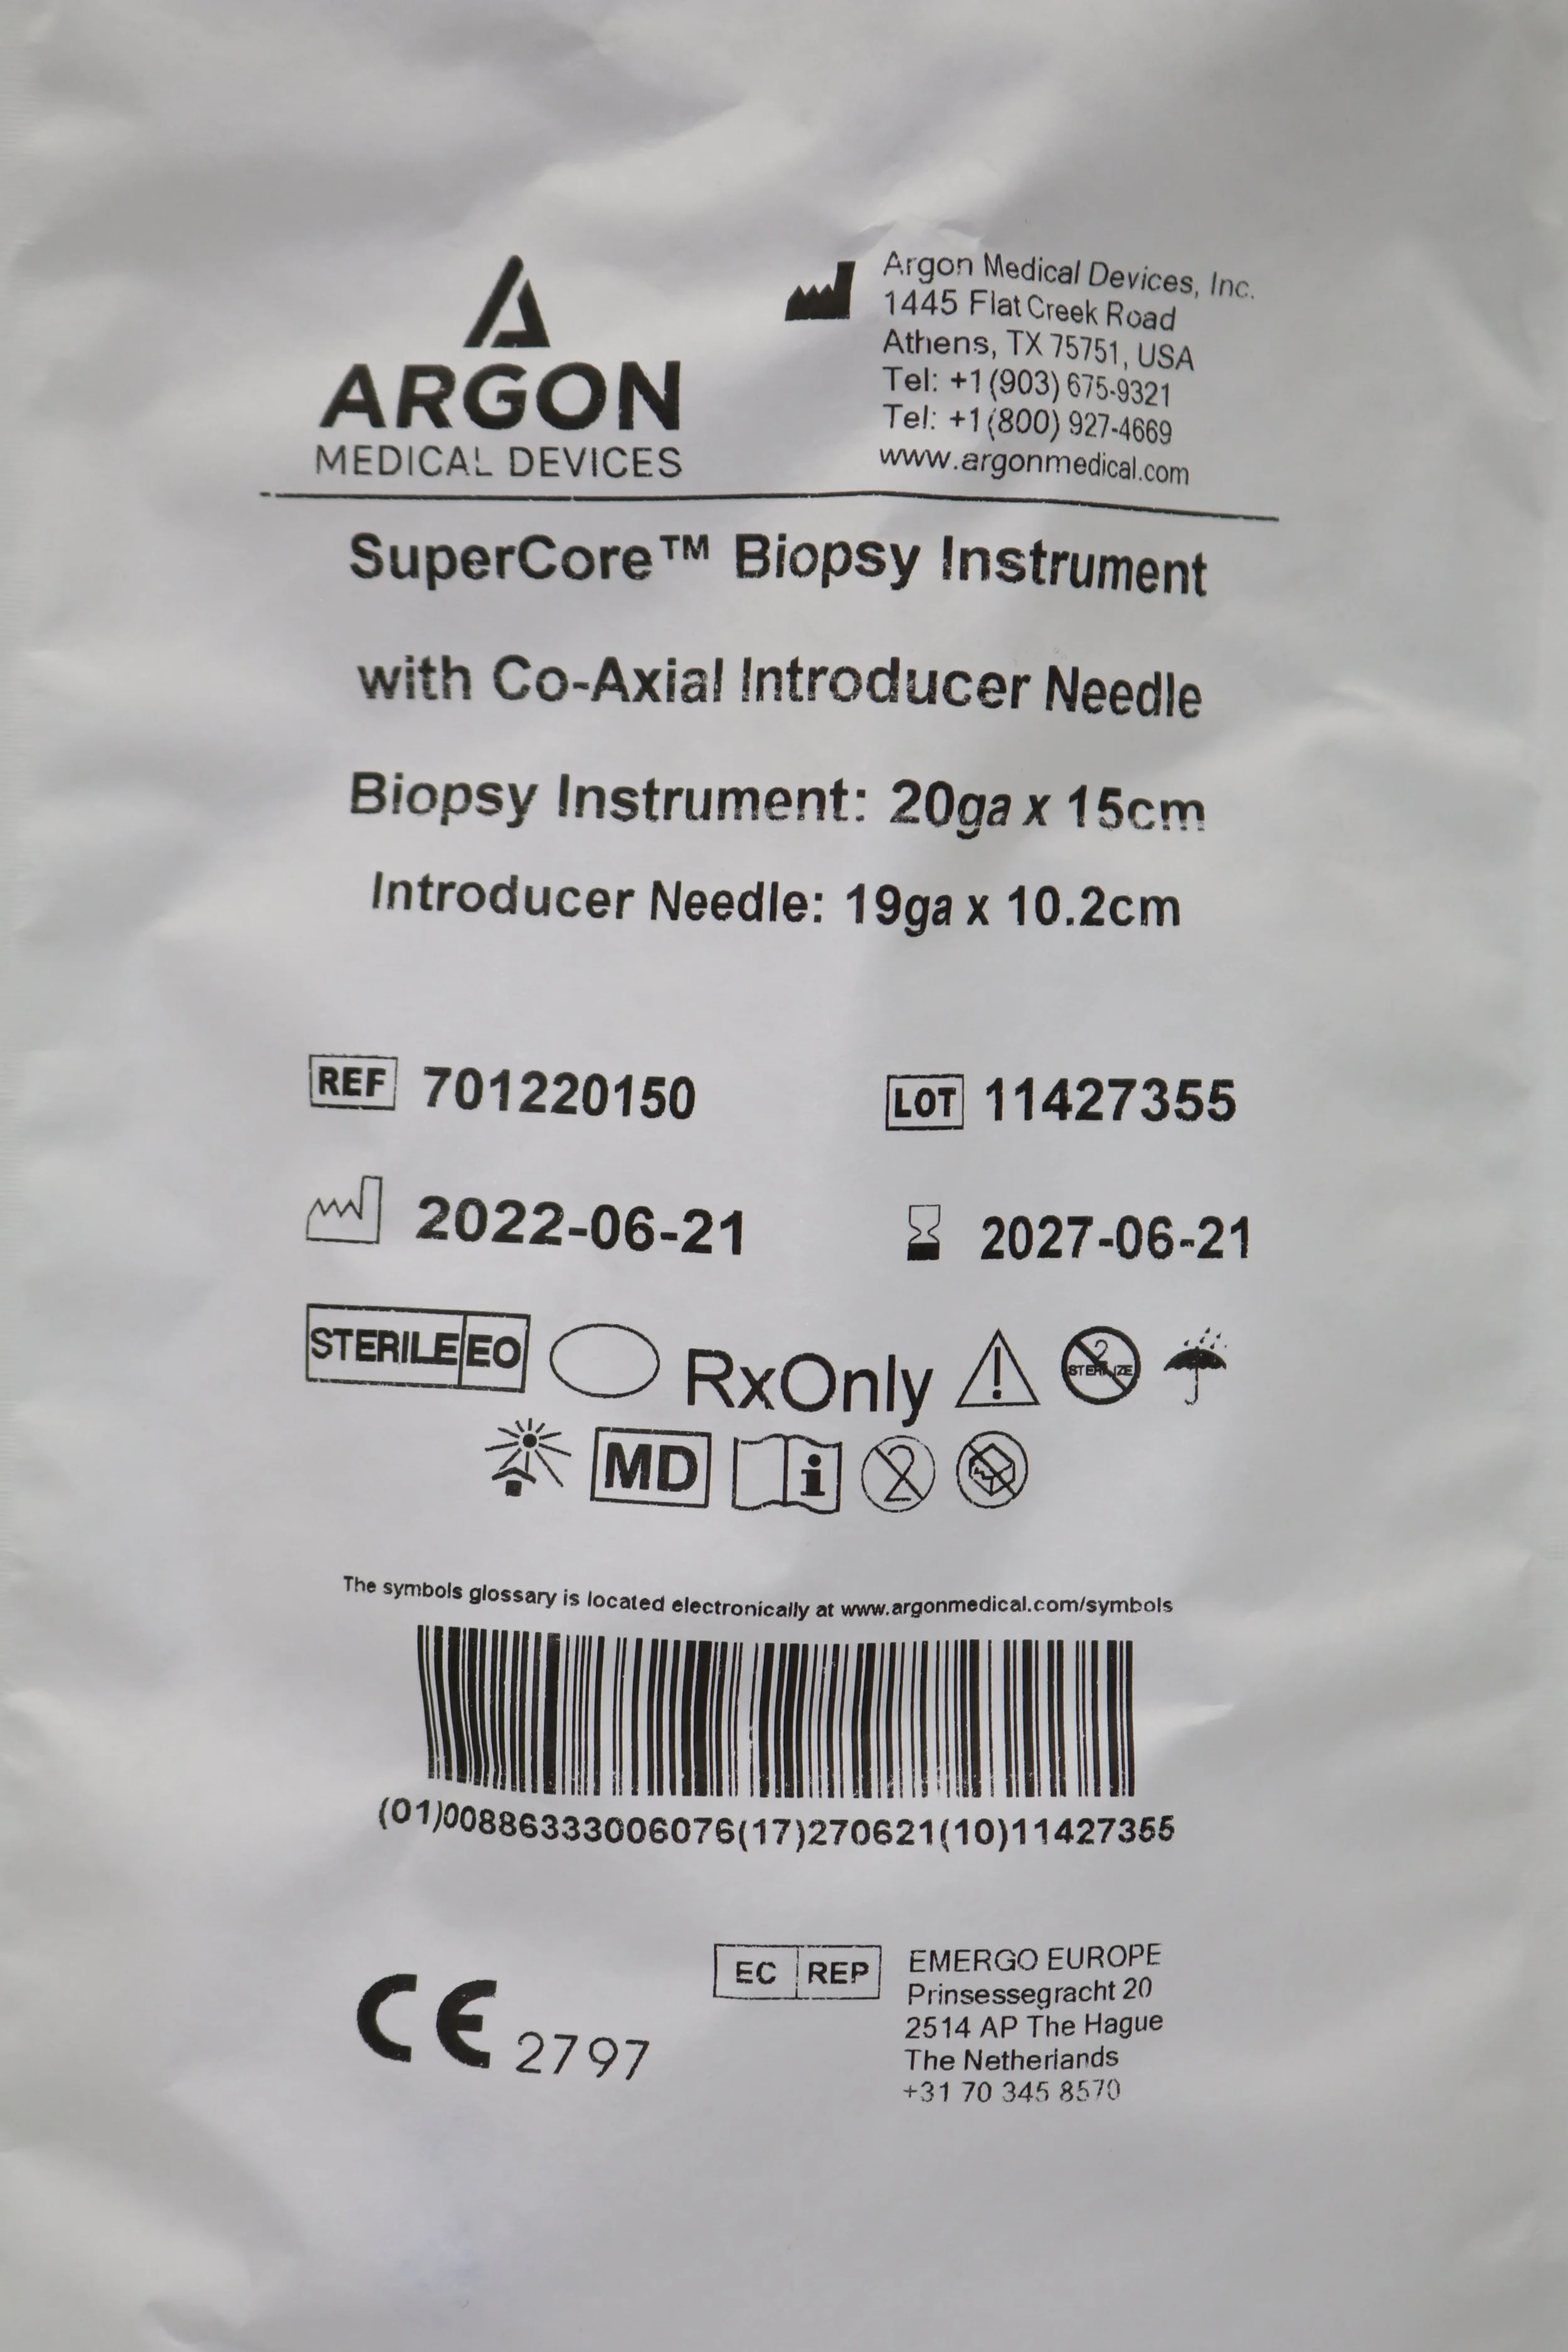 ARGON
MEDICAL DEVICES
Argon Medical Devices, Inc.
1445 Flat Creek Road
Athens, TX 75751, USA
Tel: +1 (903) 675-9321
Tel: +1 (800) 927-4669
www.argonmedical.com
SuperCore™ Biopsy Instrument
with Co-Axial Introducer Needle
Biopsy Instrument: 20ga x 15cm
Introducer Needle: 19ga x 10.2cm
REF 701220150
LOT 11427355
2022-06-21
2027-06-21
STERILE EO RxOnly 2 STERILIZE
MD i 2
The symbols glossary is located electronically at www.argonmedical.com/symbols
(01)00886333006076(17)270621(10)11427355
CE 2797
EC REP
EMERGO EUROPE
Prinsessegracht 20
2514 AP The Hague
The Netherlands
+31 70 345 8570